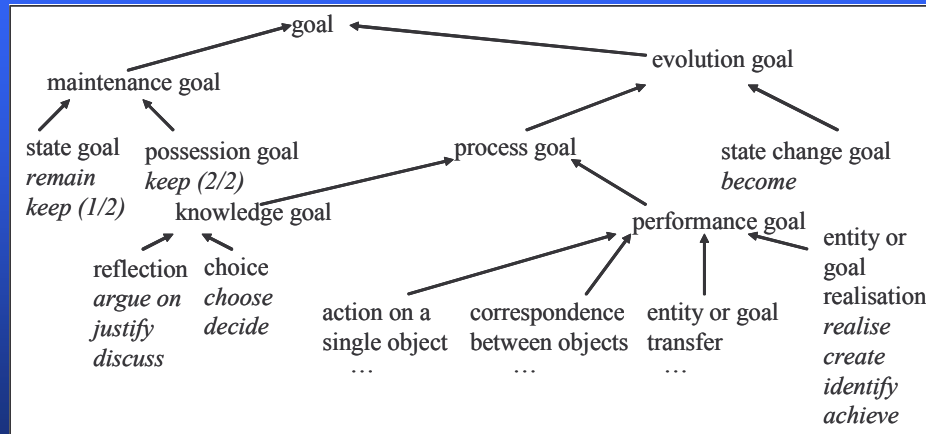 goal
evolution goal
maintenance goal
state goal
remain
keep (1/2)
possession goal
keep (2/2)
process goal
state change goal
become
knowledge goal
performance goal
reflection
argue on
justify
discuss
choice
choose
decide
action on a
single object
…
correspondence
between objects
…
entity or goal
transfer
…
entity or
goal
realisation
realise
create
identify
achieve